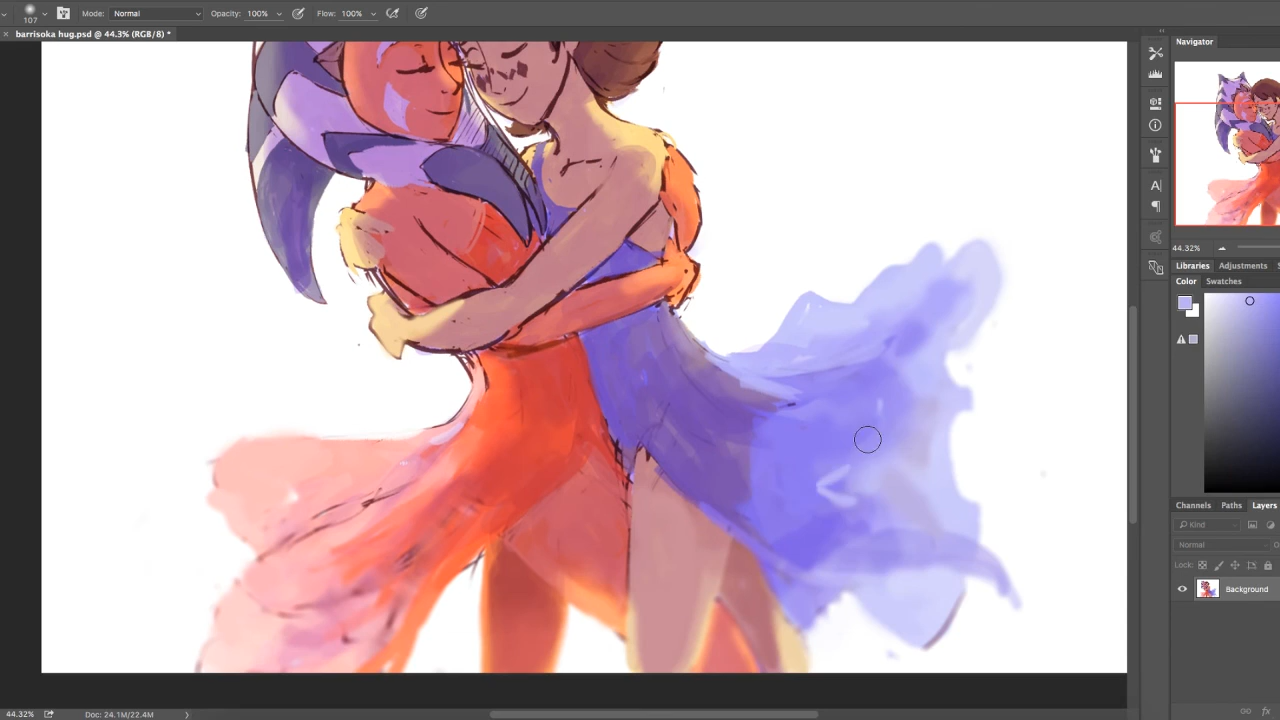 107 Mode: Normal Opacity: 100% Flow: 100%
× barrisoka hug.psd @ 44.3% (RGB/8) *
Navigator
44.32%
Libraries Adjustments
Color Swatches
A
Channels Paths Layers
Kind
Normal
Lock:
Background
fx
44.32% Doc: 24.1M/22.4M